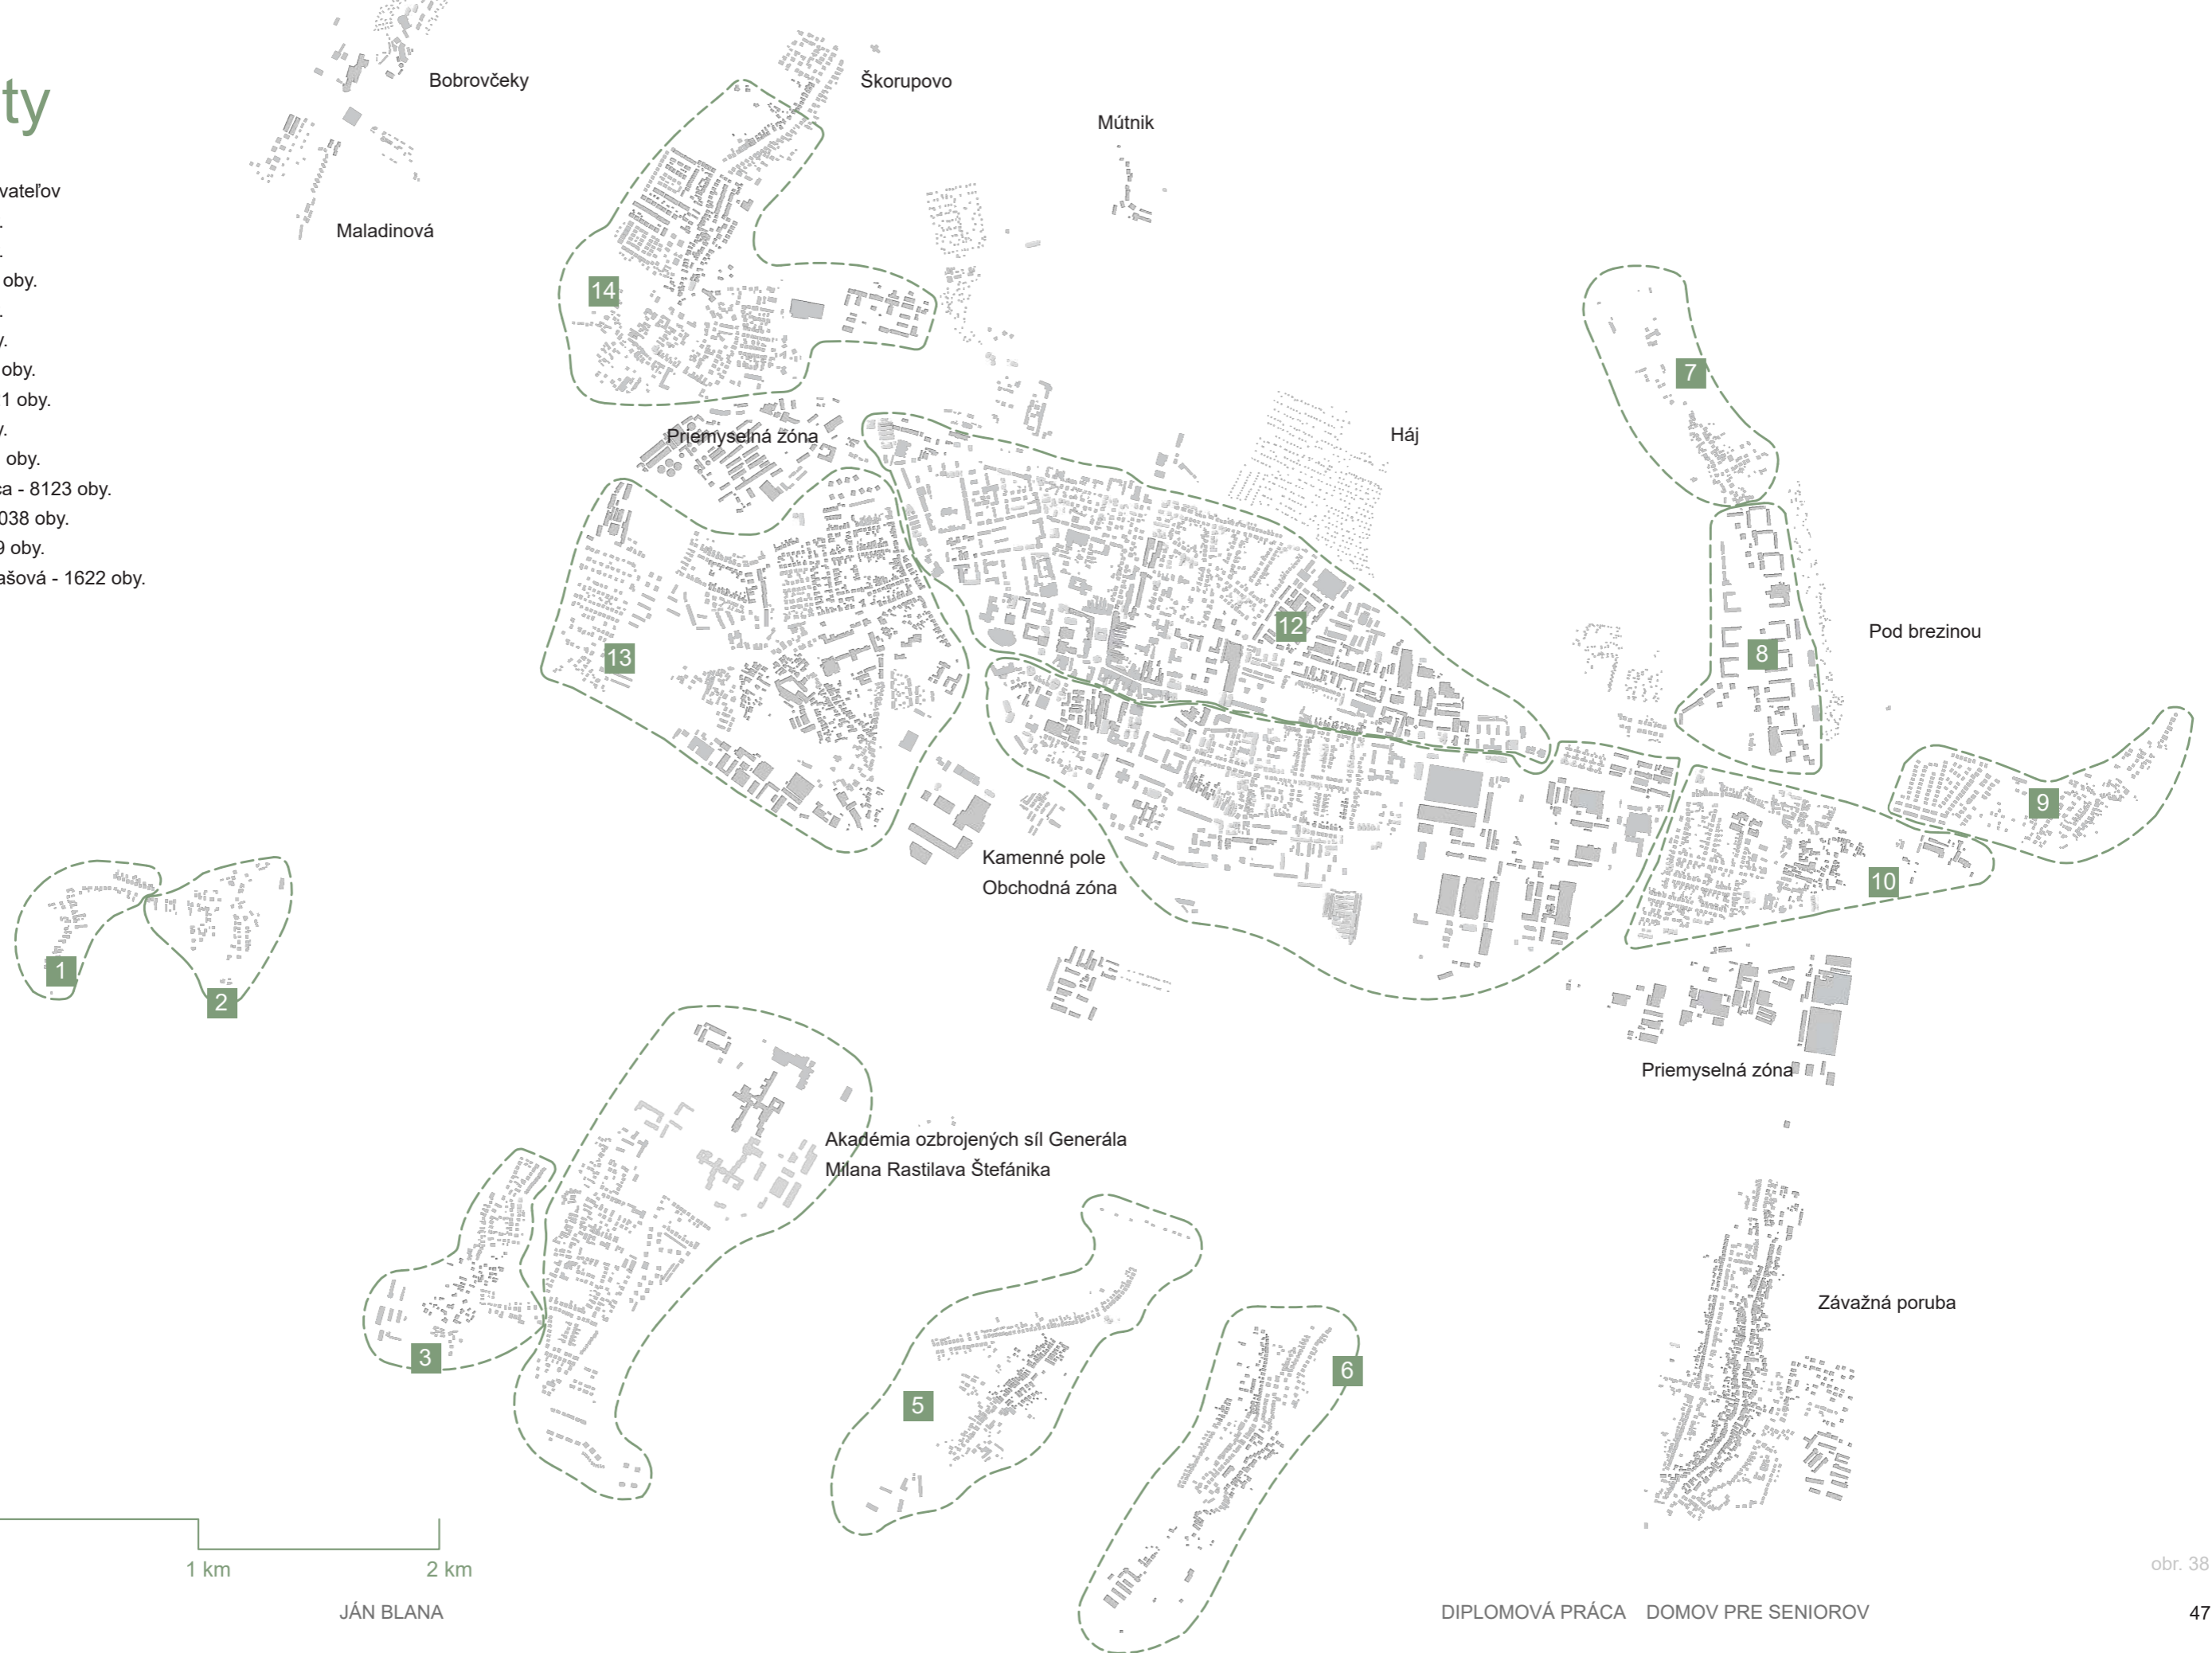 ty
vateľov
.
.
oby.
.
y.
oby.
1 oby.
y.
oby.
ca - 8123 oby.
038 oby.
9 oby.
ašová - 1622 oby.
Bobrovčeky
Škorupovo
Mútnik
Maladinová
14
7
Priemyselná zóna
Háj
12
Pod brezinou
13
8
9
Kamenné pole
Obchodná zóna
10
1
2
Priemyselná zóna
Akadémia ozbrojených síl Generála
Milana Rastilava Štefánika
Závažná poruba
3
6
5
1 km
2 km
obr. 38
JÁN BLANA
DIPLOMOVÁ PRÁCA DOMOV PRE SENIOROV
47